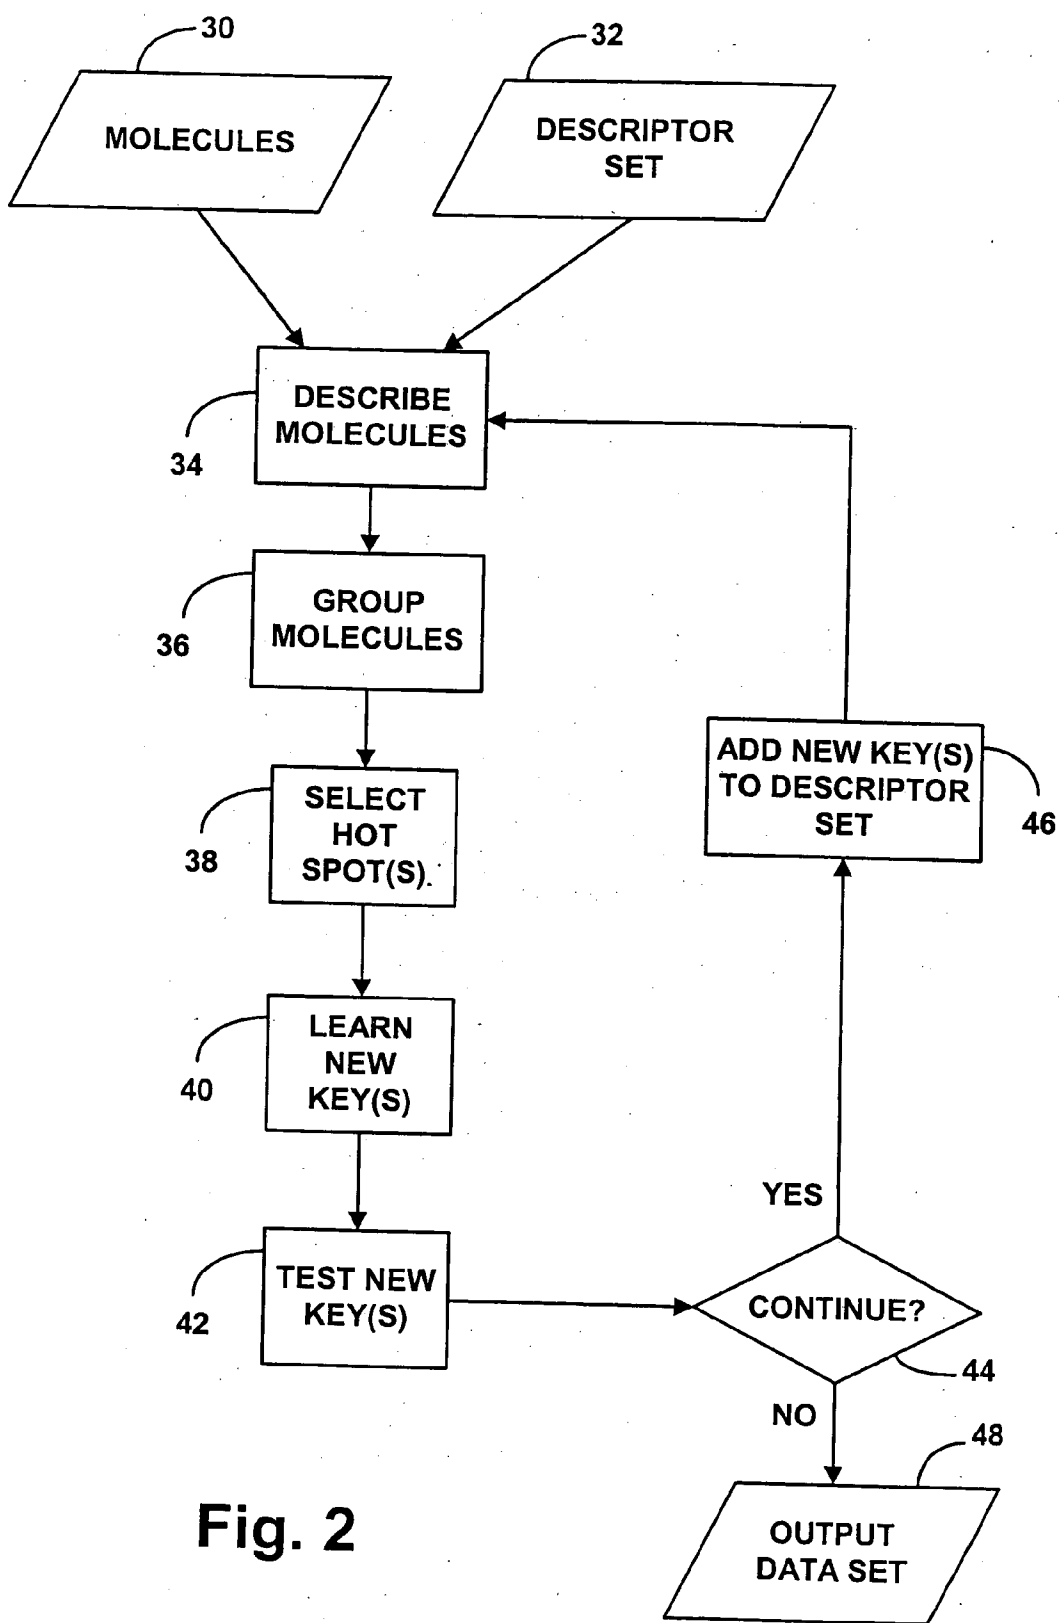 30
32
MOLECULES
DESCRIPTOR
SET
DESCRIBE
MOLECULES
34
GROUP
MOLECULES
36
SELECT
HOT
SPOT(S).
38
LEARN
NEW
KEY(S)
40
TEST NEW
KEY(S)
42
CONTINUE?
44
YES
ADD NEW KEY(S)
TO DESCRIPTOR
SET
46
NO
48
OUTPUT
DATA SET
Fig. 2